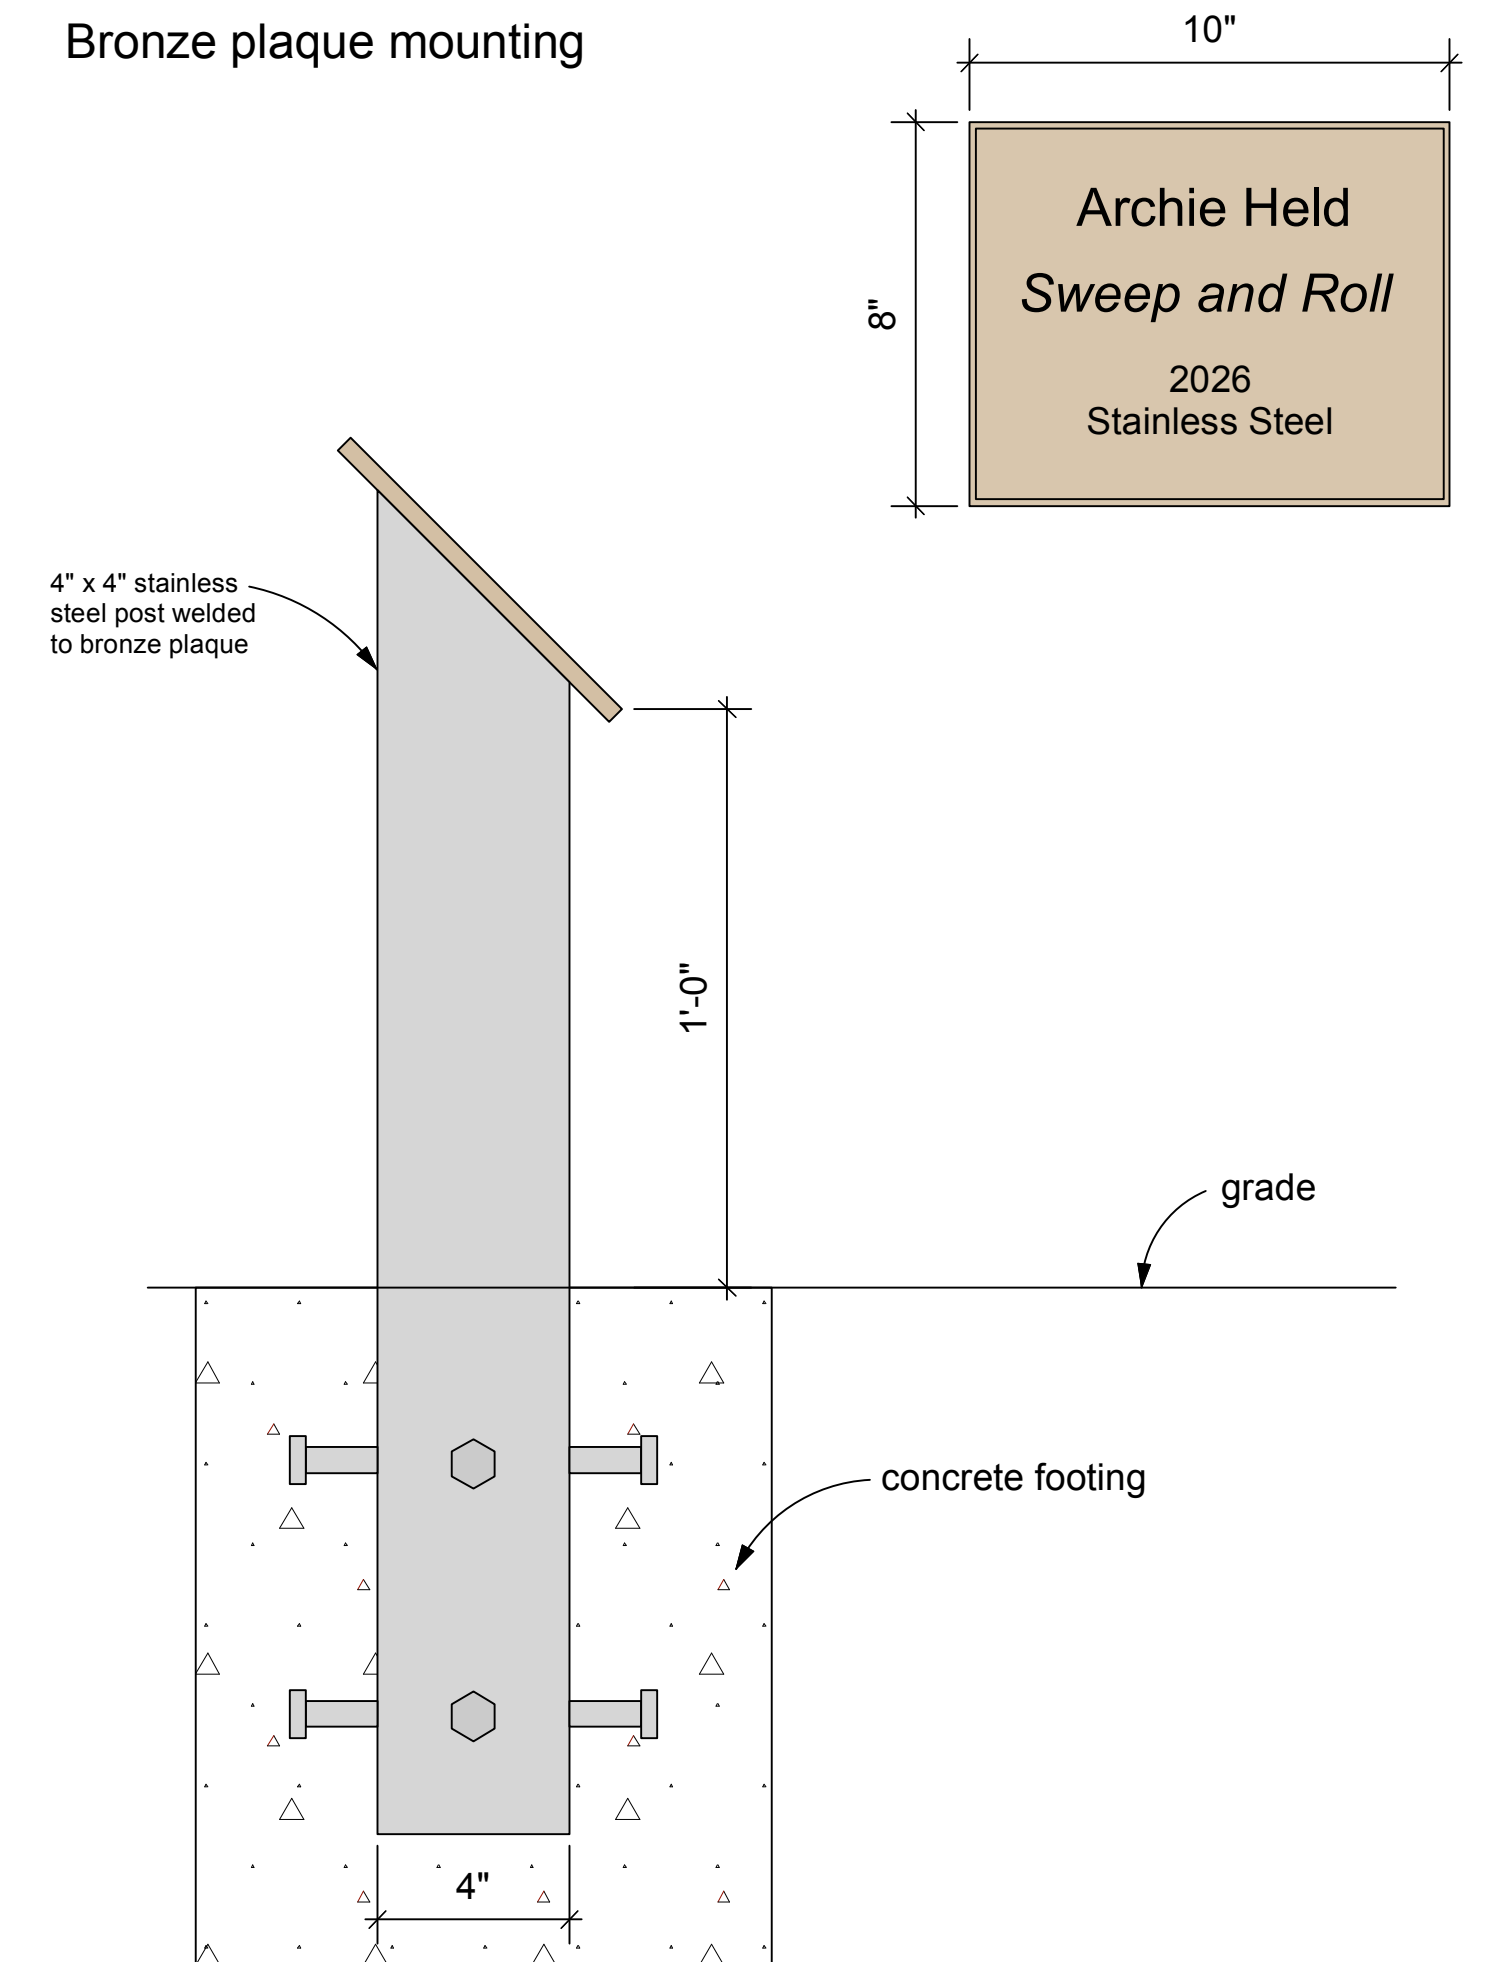 Bronze plaque mounting
10"
8"
Archie Held
Sweep and Roll
2026
Stainless Steel
4" x 4" stainless
steel post welded
to bronze plaque
1'-0"
grade
concrete footing
4"